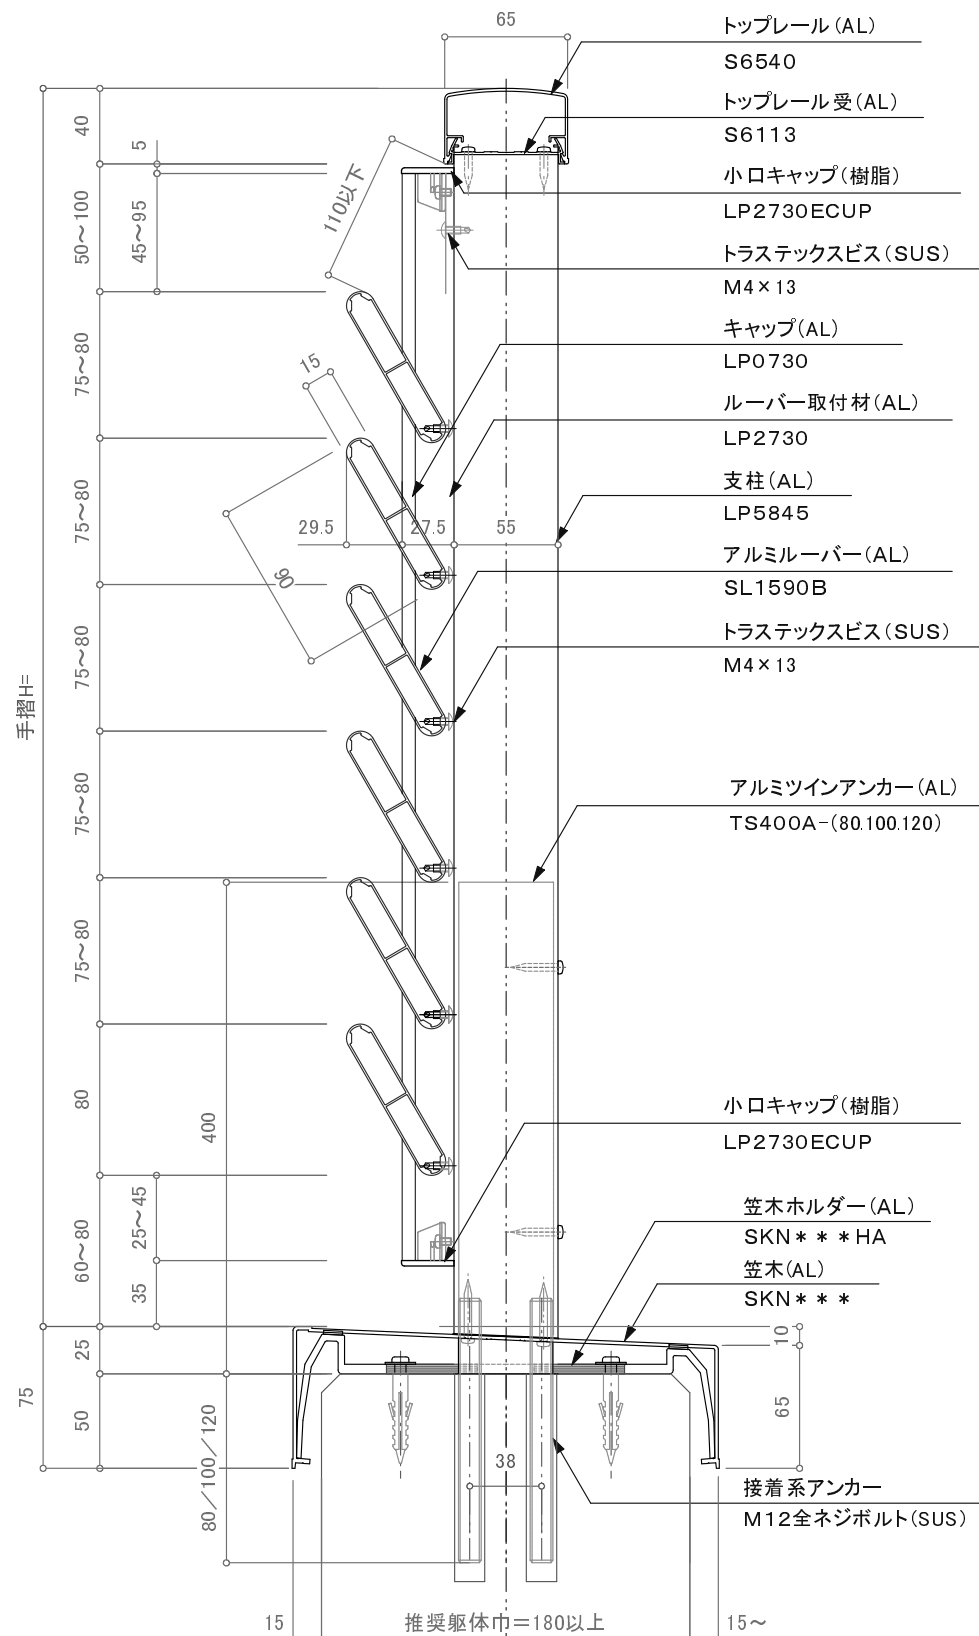 65
トップレール(AL)
S6540
トップレール受(AL)
S6113
小口キャップ(樹脂)
LP2730ECUP
トラステックスビス(SUS)
M4×13
キャップ(AL)
LP0730
ルーバー取付材(AL)
LP2730
支柱(AL)
LP5845
アルミルーバー(AL)
SL1590B
トラステックスビス(SUS)
M4×13
アルミツインアンカー(AL)
TS400A-(80.100.120)
小口キャップ(樹脂)
LP2730ECUP
笠木ホルダー(AL)
SKN***HA
笠木(AL)
SKN***
接着系アンカー
M12全ネジボルト(SUS)
手摺H=
75
40
50~100
75~80
75~80
75~80
75~80
75~80
80
60~80
25
50
5
45~95
25~45
35
110以下
15
90
29.5
27.5
55
400
80/100/120
38
10
65
15
推奨躯体巾=180以上
15~